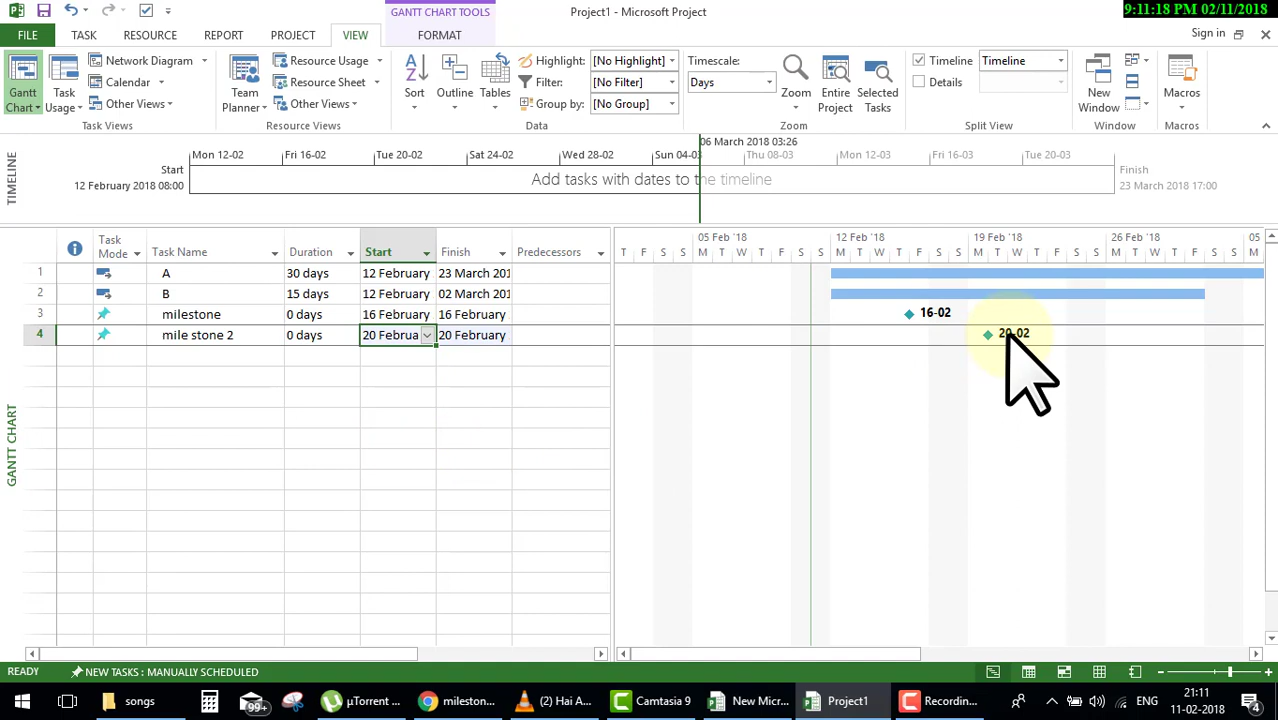 Project1 - Microsoft Project
GANTT CHART TOOLS
9:11:18 PM 02/11/2018
FILE TASK RESOURCE REPORT PROJECT VIEW FORMAT Sign in
Gantt Chart
Task Usage
Network Diagram
Calendar
Other Views
Task Views
Team Planner
Resource Usage
Resource Sheet
Other Views
Resource Views
Sort
Outline
Tables
Highlight: [No Highlight]
Filter: [No Filter]
Group by: [No Group]
Data
Timescale:
Days
Zoom
Entire Project
Selected Tasks
Zoom
Timeline Timeline
Details
Split View
New Window
Window
Macros
Macros
TIMELINE
06 March 2018 03:26
Mon 12-02 Fri 16-02 Tue 20-02 Sat 24-02 Wed 28-02 Sun 04-03 Thu 08-03 Mon 12-03 Fri 16-03 Tue 20-03
Start
12 February 2018 08:00
Add tasks with dates to the timeline
Finish
23 March 2018 17:00
GANTT CHART
Task Mode Task Name Duration Start Finish Predecessors
1 A 30 days 12 February 23 March 201
2 B 15 days 12 February 02 March 201
3 milestone 0 days 16 February 16 February
4 mile stone 2 0 days 20 Februa 20 February
05 Feb '18 12 Feb '18 19 Feb '18 26 Feb '18 05
T F S S M T W T F S S M T W T F S S M T W T F S S M T W T F S S M
16-02
20-02
READY NEW TASKS : MANUALLY SCHEDULED
songs
99+
µTorrent ...
mileston...
(2) Hai A...
Camtasia 9
New Micr...
Project1
Recordin...
ENG
21:11
11-02-2018
4